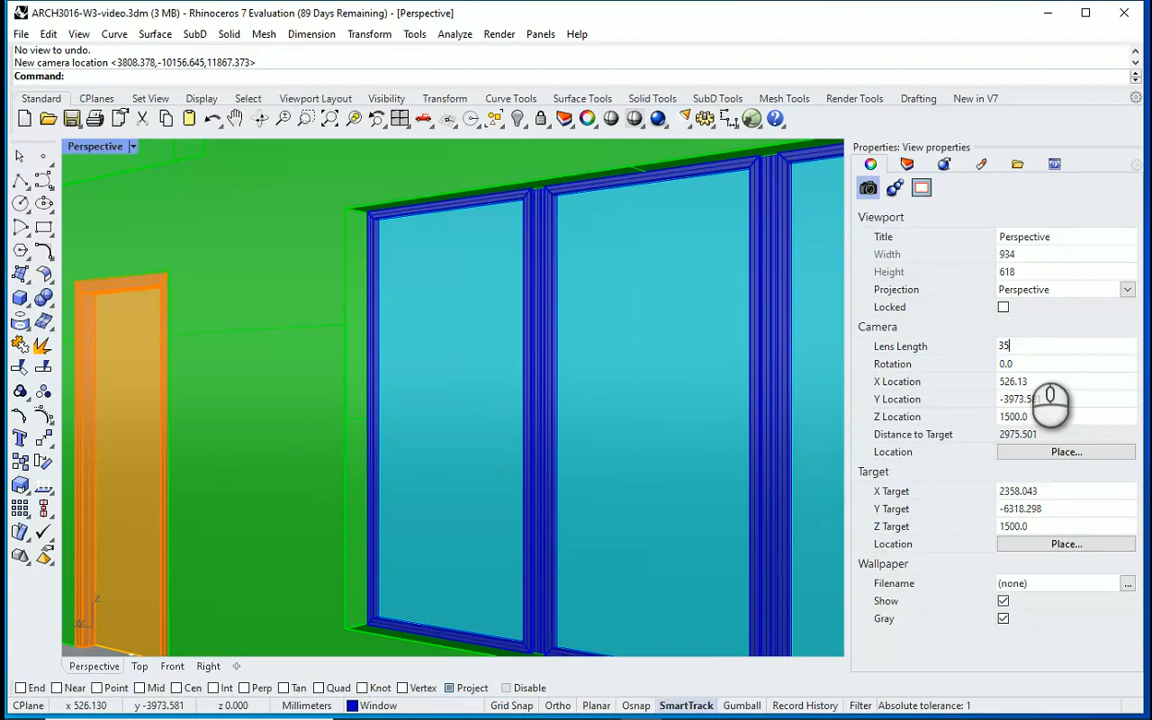 ARCH3016-W3-video.3dm (3 MB) - Rhinoceros 7 Evaluation (89 Days Remaining) - [Perspective]
File Edit View Curve Surface SubD Solid Mesh Dimension Transform Tools Analyze Render Panels Help
No view to undo.
New camera location <3808.378,-10156.645,11867.373>
Command:
Standard CPlanes Set View Display Select Viewport Layout Visibility Transform Curve Tools Surface Tools Solid Tools SubD Tools Mesh Tools Render Tools Drafting New in V7
Perspective
Properties: View properties
Viewport
Title Perspective
Width 934
Height 618
Projection Perspective
Locked
Camera
Lens Length 35
Rotation 0.0
X Location 526.13
Y Location
Z Location 1500.0
Distance to Target 2975.501
Location Place...
Target
X Target 2358.043
Y Target -6318.298
Z Target 1500.0
Location Place...
Wallpaper
Filename (none) ...
Show
Gray
z
Perspective Top Front Right
End Near Point Mid Cen Int Perp Tan Quad Knot Vertex Project Disable
CPlane x 526.130 y -3973.581 z 0.000 Millimeters Window Grid Snap Ortho Planar Osnap SmartTrack Gumball Record History Filter Absolute tolerance: 1